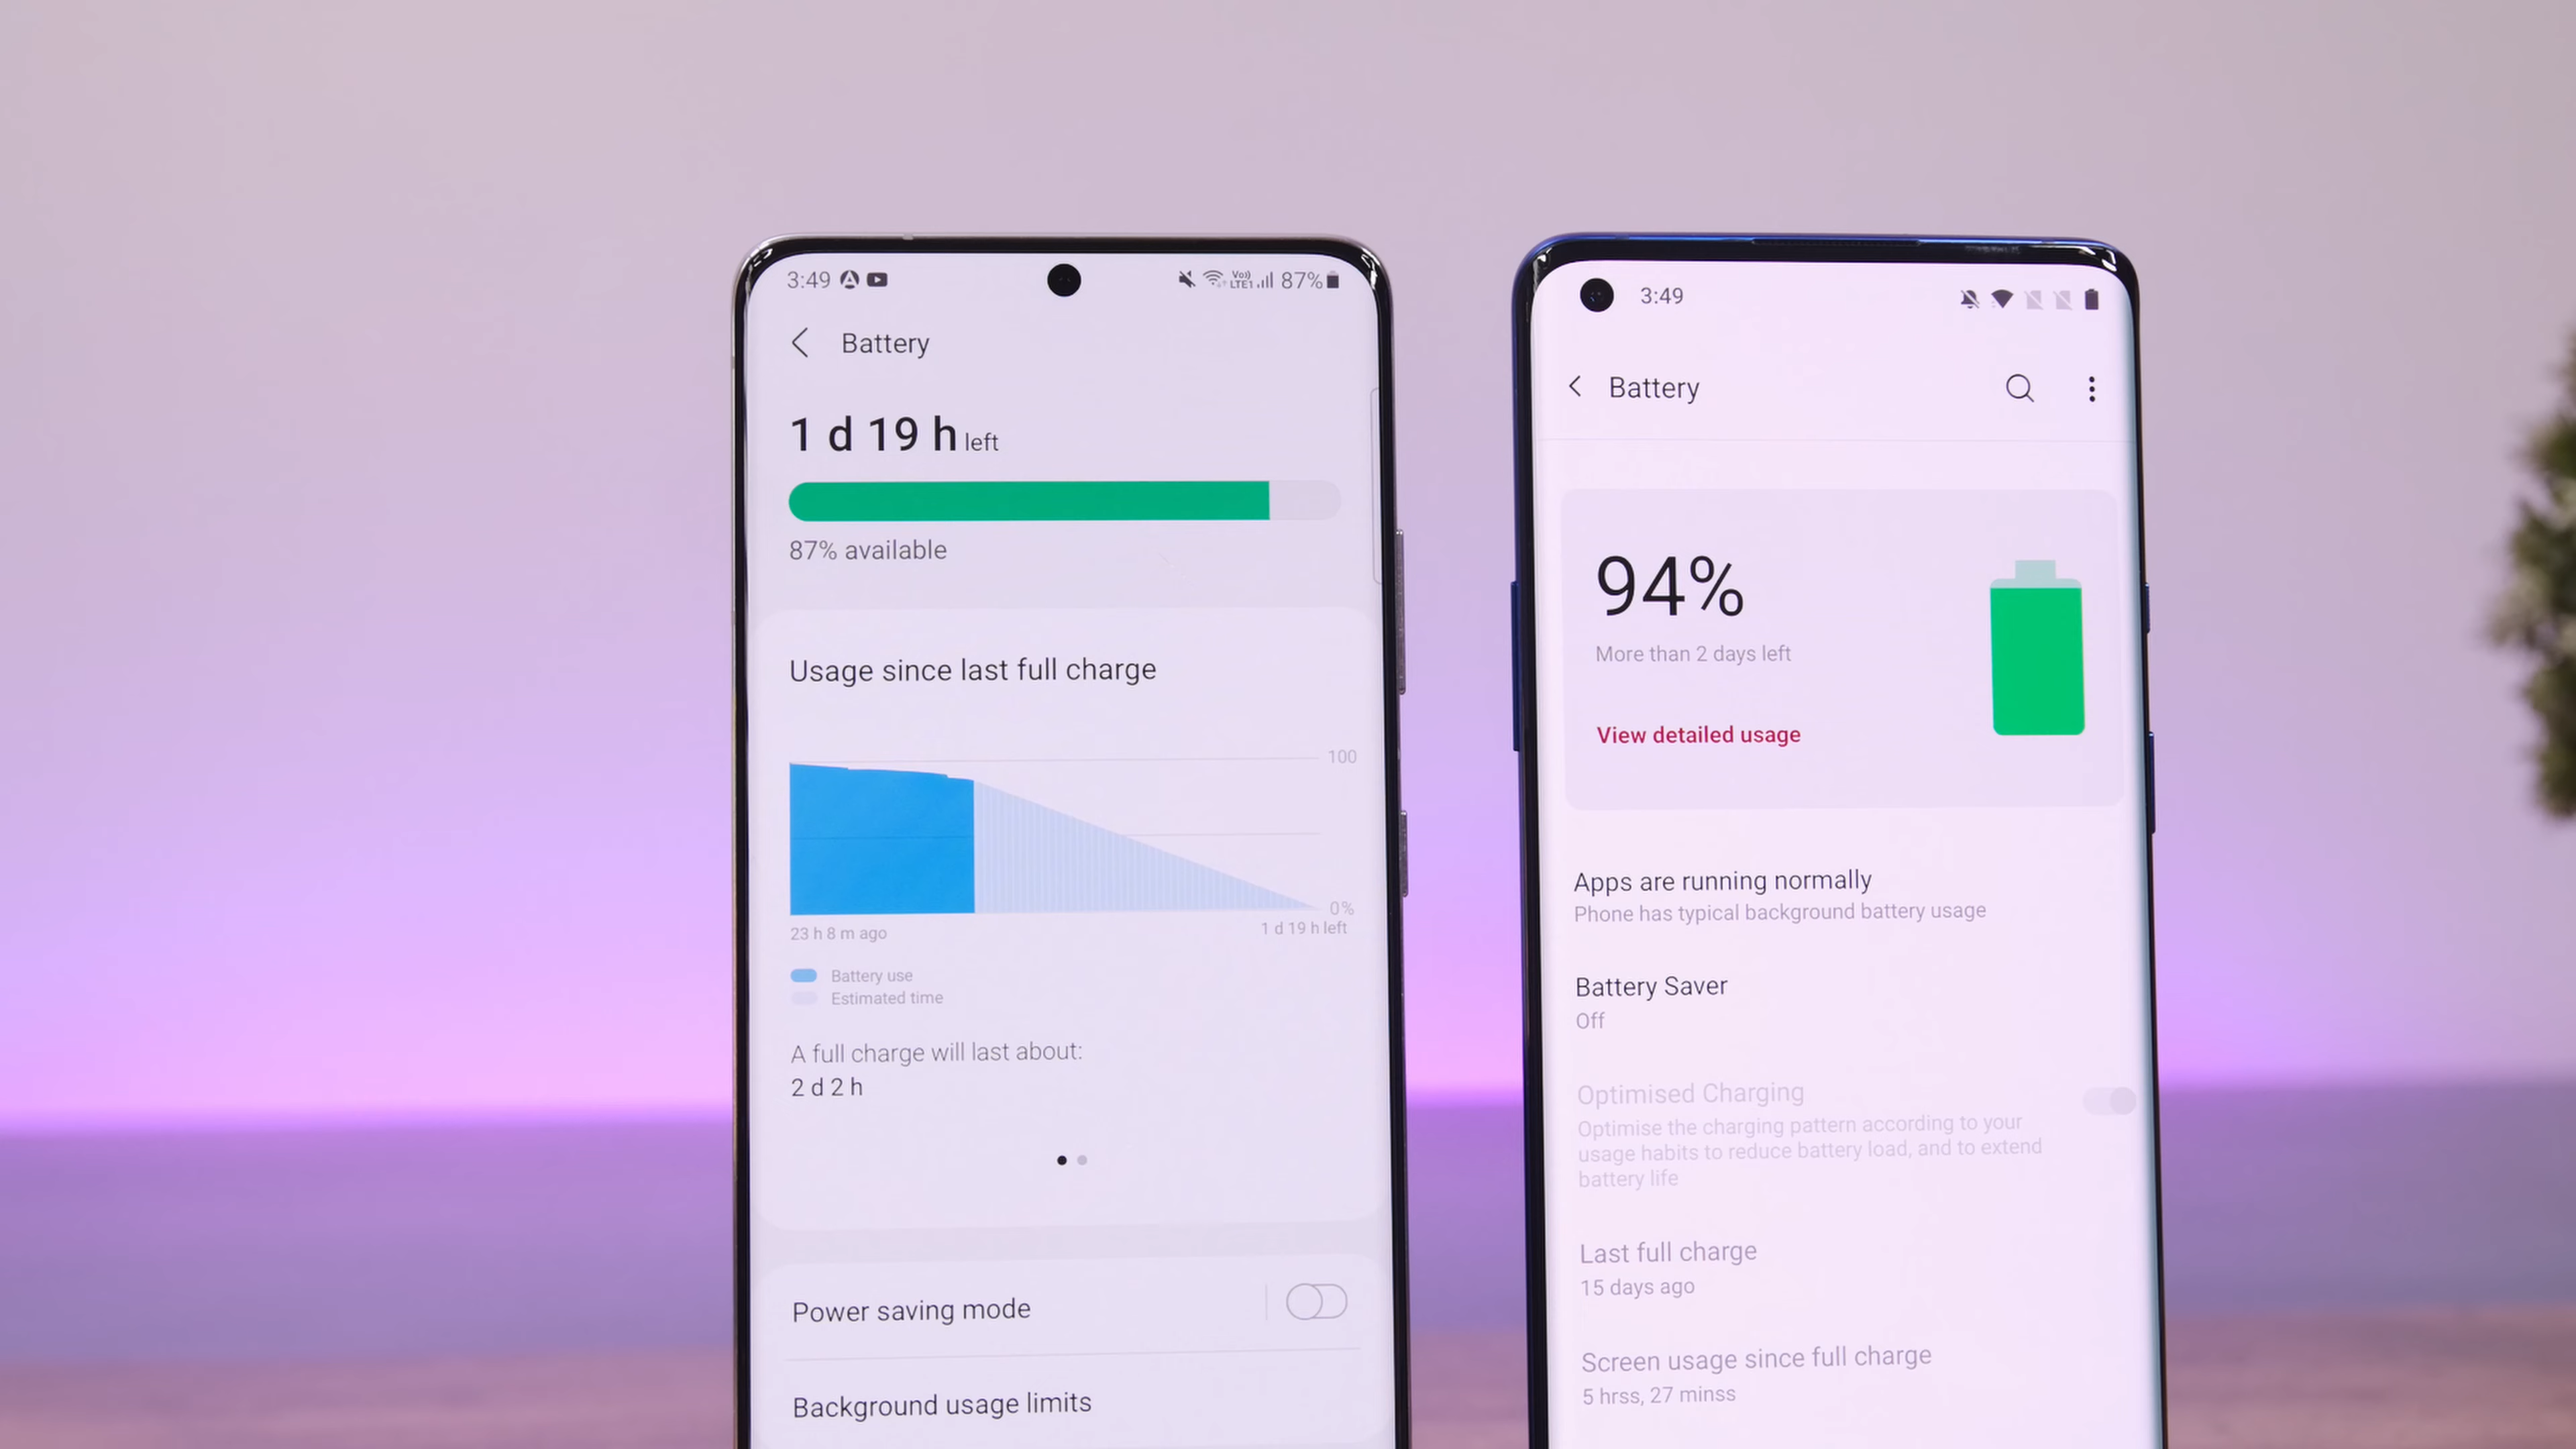 3:49
Vo)) LTE1 87%
Battery
1 d 19 h left
87% available
Usage since last full charge
100
0%
23 h 8 m ago
1 d 19 h left
Battery use
Estimated time
A full charge will last about:
2 d 2 h
Power saving mode
Background usage limits
3:49
Battery
94%
More than 2 days left
View detailed usage
Apps are running normally
Phone has typical background battery usage
Battery Saver
Off
Optimised Charging
Optimise the charging pattern according to your
usage habits to reduce battery load, and to extend
battery life
Last full charge
15 days ago
Screen usage since full charge
5 hrss, 27 minss